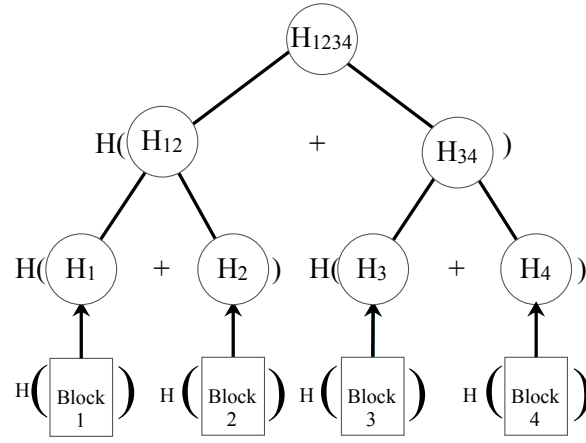 H1234
H( H12 + H34 )
H( H1 + H2 ) H( H3 + H4 )
H ( Block 1 ) H ( Block 2 ) H ( Block 3 ) H ( Block 4 )